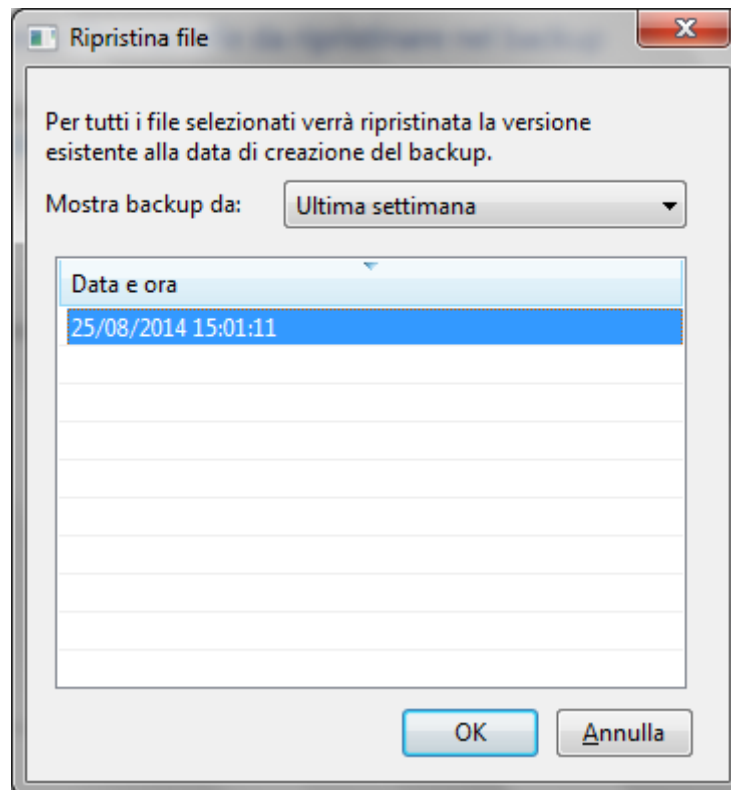 Ripristina file
Per tutti i file selezionati verrà ripristinata la versione
esistente alla data di creazione del backup.
Mostra backup da: Ultima settimana
Data e ora
25/08/2014 15:01:11
OK Annulla